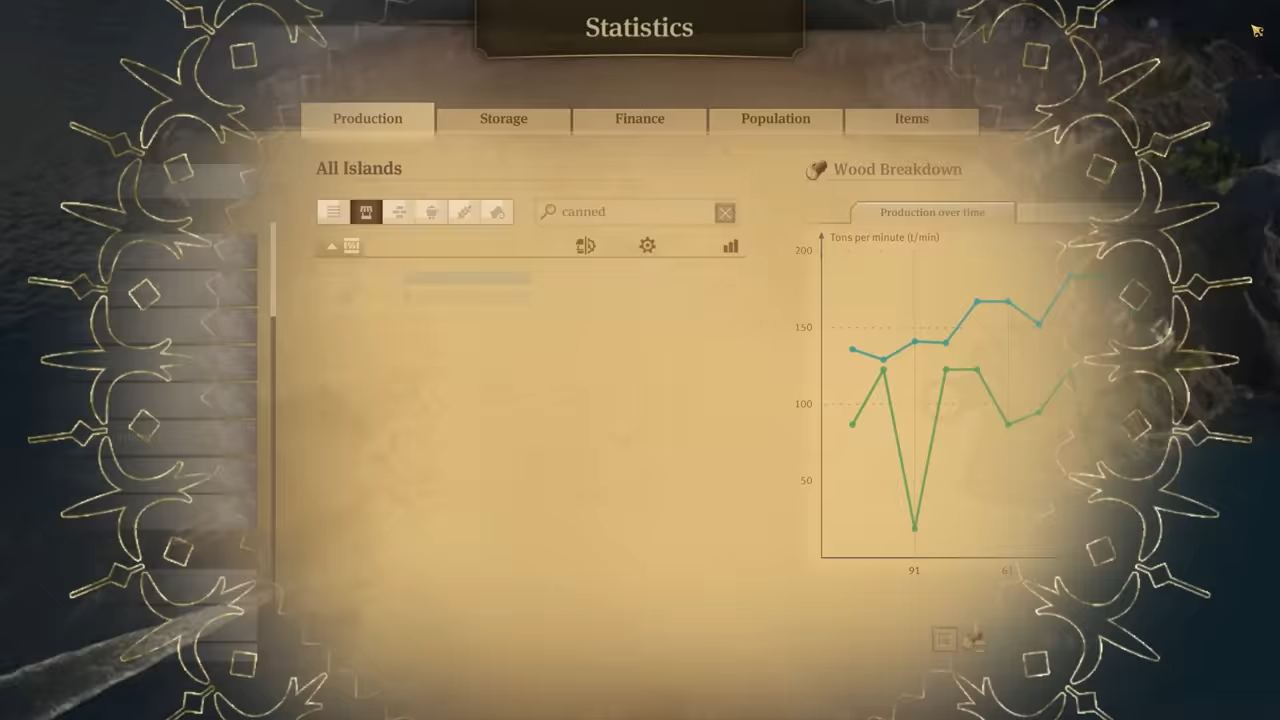 Statistics
Production
Storage
Finance
Population
Items
All Islands
canned
Wood Breakdown
Production over time
Tons per minute (t/min)
200
150
100
50
91
61